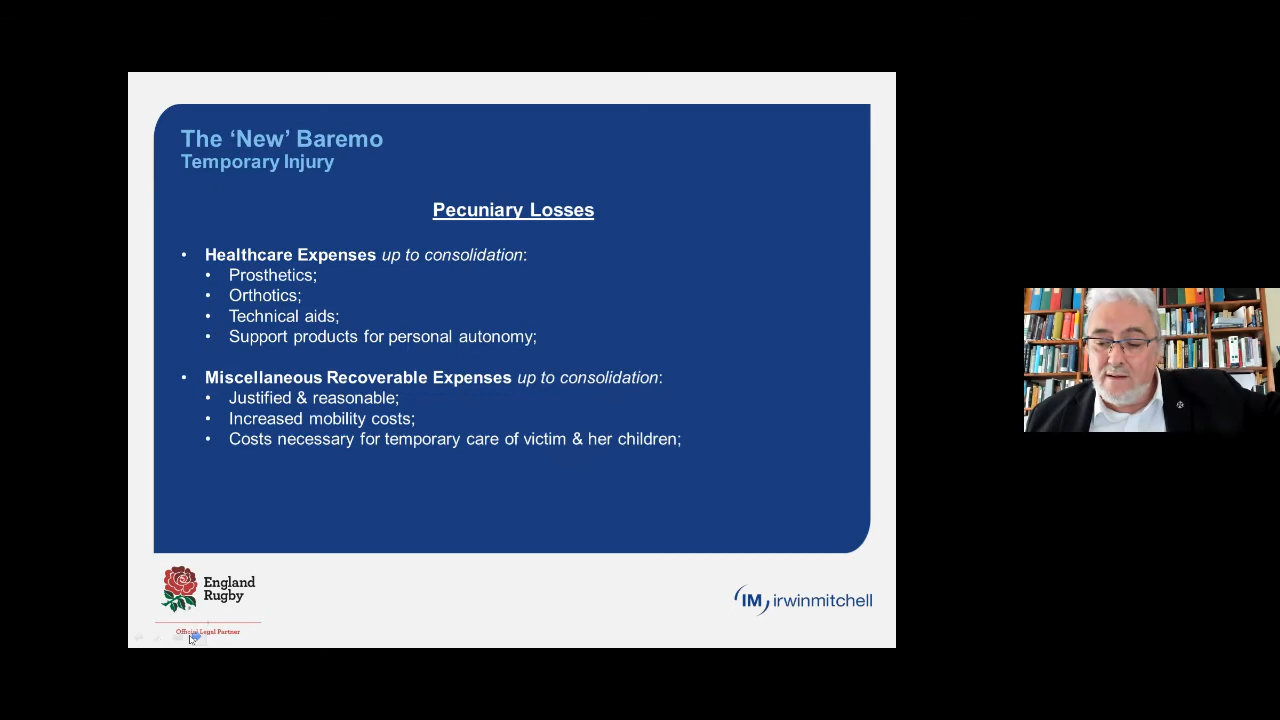 The ‘New’ Baremo
Temporary Injury
Pecuniary Losses
• Healthcare Expenses up to consolidation:
• Prosthetics;
• Orthotics;
• Technical aids;
• Support products for personal autonomy;
• Miscellaneous Recoverable Expenses up to consolidation:
• Justified & reasonable;
• Increased mobility costs;
• Costs necessary for temporary care of victim & her children;
England
Rugby
Official Legal Partner
IM irwinmitchell